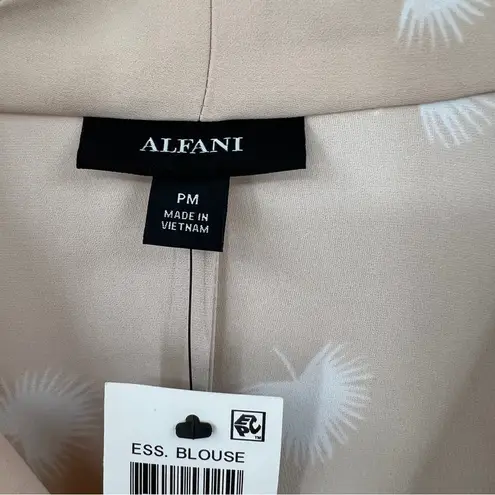 ALFANI
PM
MADE IN
VIETNAM
ESS. BLOUSE